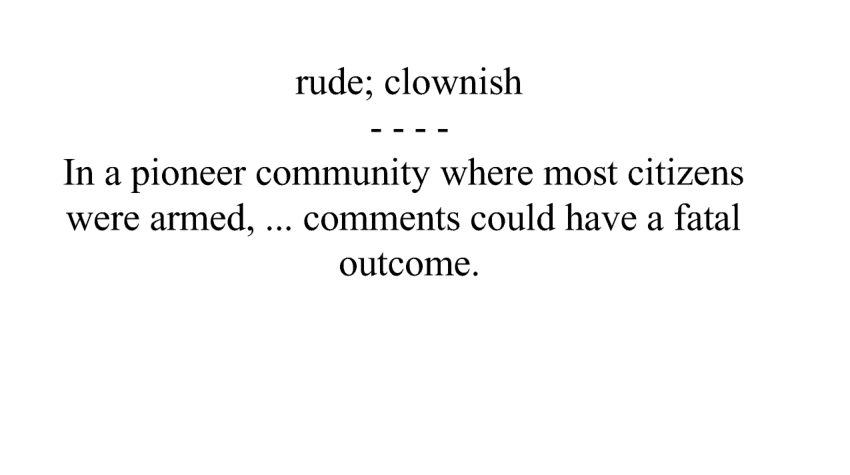 rude; clownish
- - - -
In a pioneer community where most citizens
were armed, ... comments could have a fatal
outcome.